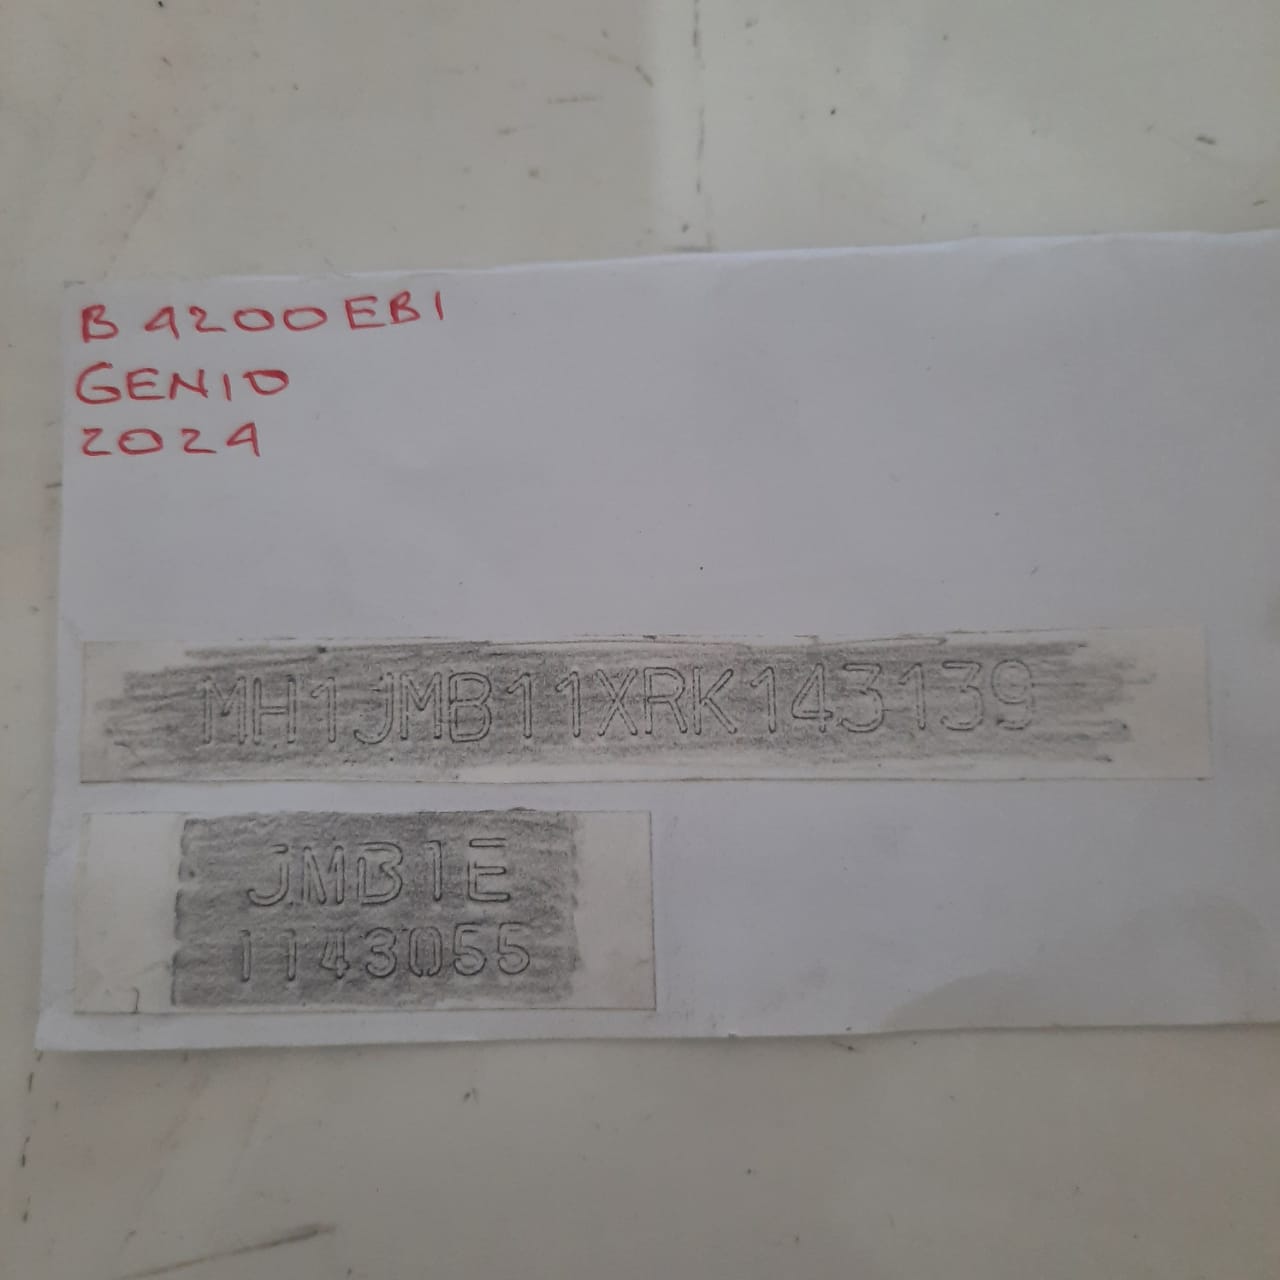 B 4200 EBI
GENIO
2024
MH1JMB11XRK143139
JMB1E
1143055